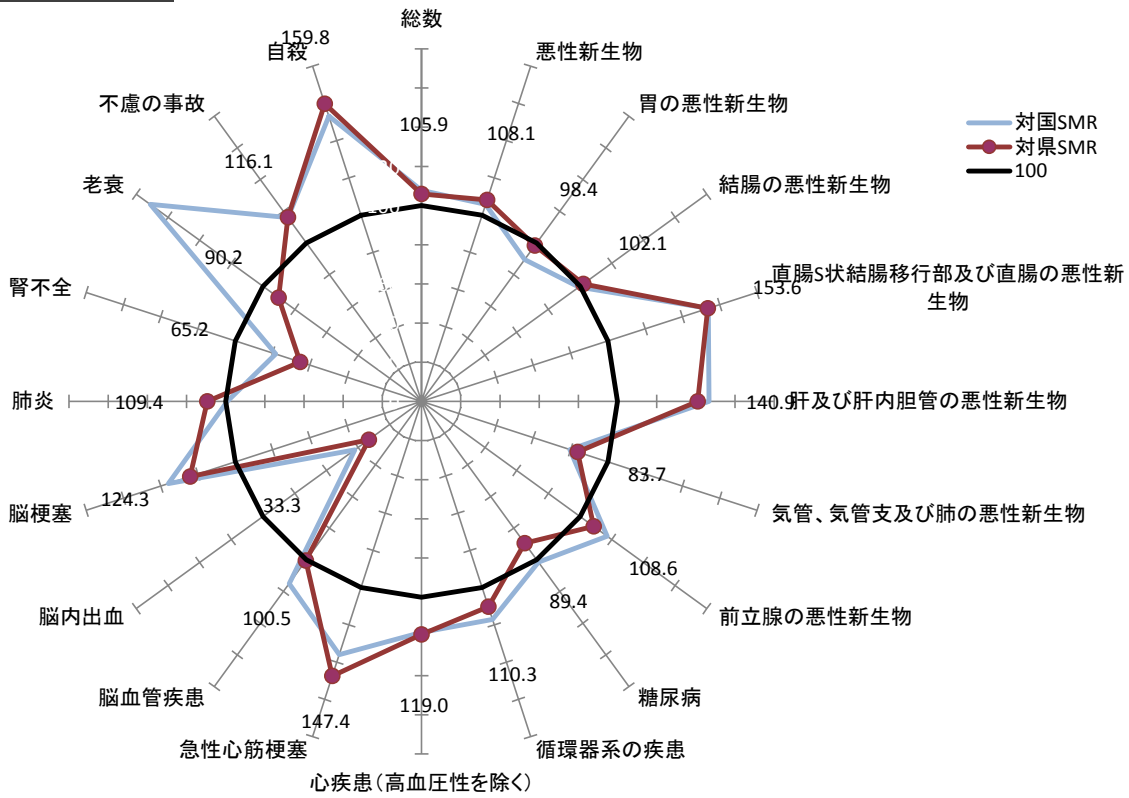 総数
159.8
自殺
悪性新生物
不慮の事故
胃の悪性新生物
105.9
108.1
対国SMR
対県SMR
100
116.1
98.4
老衰
結腸の悪性新生物
100
90.2
102.1
直腸S状結腸移行部及び直腸の悪性新
生物
153.6
腎不全
65.2
肺炎
109.4
140.9
肝及び肝内胆管の悪性新生物
124.3
脳梗塞
83.7
気管、気管支及び肺の悪性新生物
33.3
108.6
脳内出血
前立腺の悪性新生物
100.5
89.4
脳血管疾患
糖尿病
147.4
119.0
110.3
急性心筋梗塞
循環器系の疾患
心疾患(高血圧性を除く)